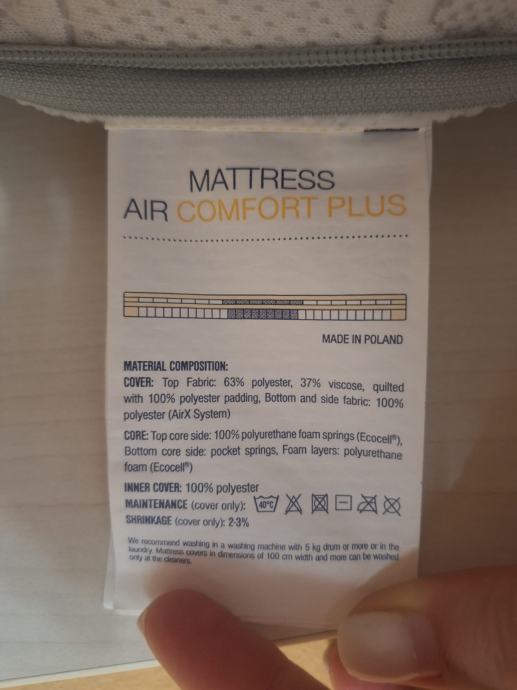 MATTRESS
AIR COMFORT PLUS
MADE IN POLAND
MATERIAL COMPOSITION:
COVER: Top Fabric: 63% polyester, 37% viscose, quilted
with 100% polyester padding, Bottom and side fabric: 100%
polyester (AirX System)
CORE: Top core side: 100% polyurethane foam springs (Ecocell®),
Bottom core side: pocket springs, Foam layers: polyurethane
foam (Ecocell®)
INNER COVER: 100% polyester
MAINTENANCE (cover only): 40°C
SHRINKAGE (cover only): 2-3%
We recommend washing in a washing machine with 5 kg drum or more or in the
laundry. Mattress covers in dimensions of 100 cm width and more can be washed
only at the cleaners.